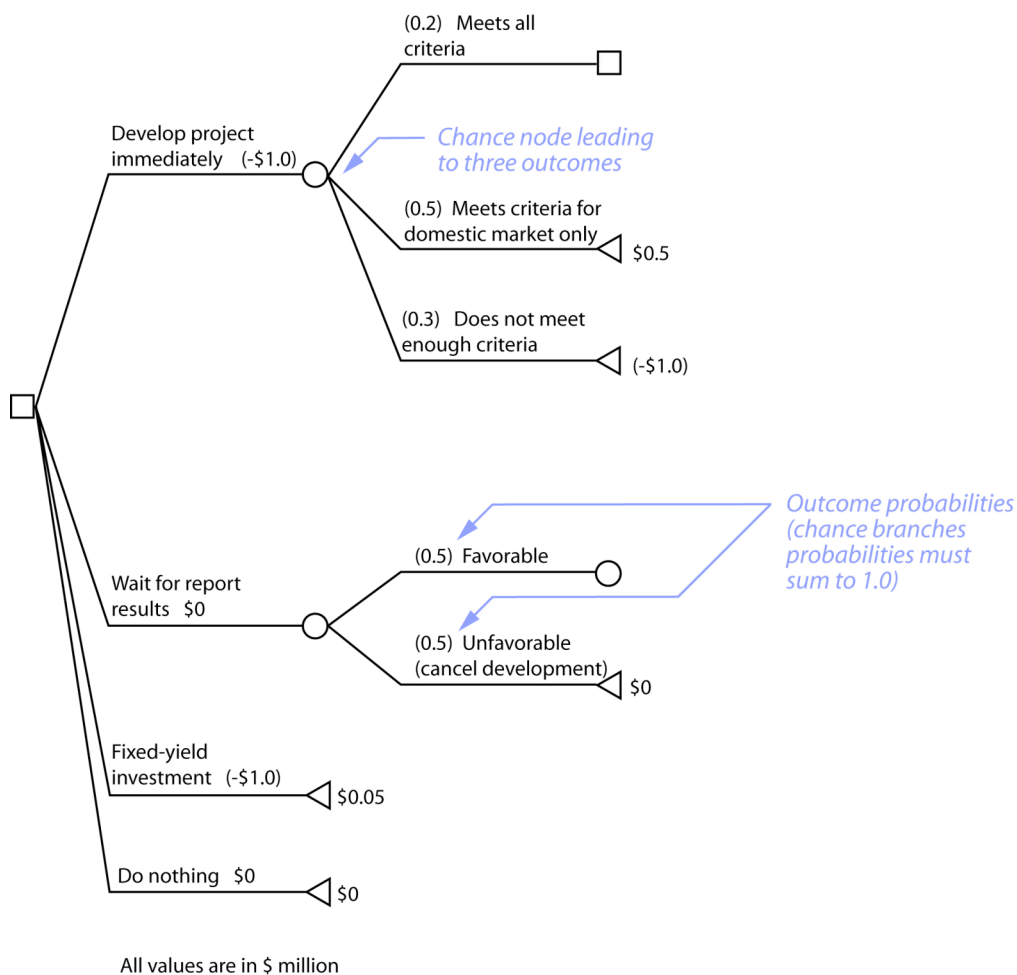 (0.2) Meets all
criteria
Develop project
immediately (-$1.0)
Chance node leading
to three outcomes
(0.5) Meets criteria for
domestic market only
$0.5
(0.3) Does not meet
enough criteria
(-$1.0)
Outcome probabilities
(chance branches
probabilities must
sum to 1.0)
(0.5) Favorable
Wait for report
results $0
(0.5) Unfavorable
(cancel development)
$0
Fixed-yield
investment (-$1.0)
$0.05
Do nothing $0
$0
All values are in $ million